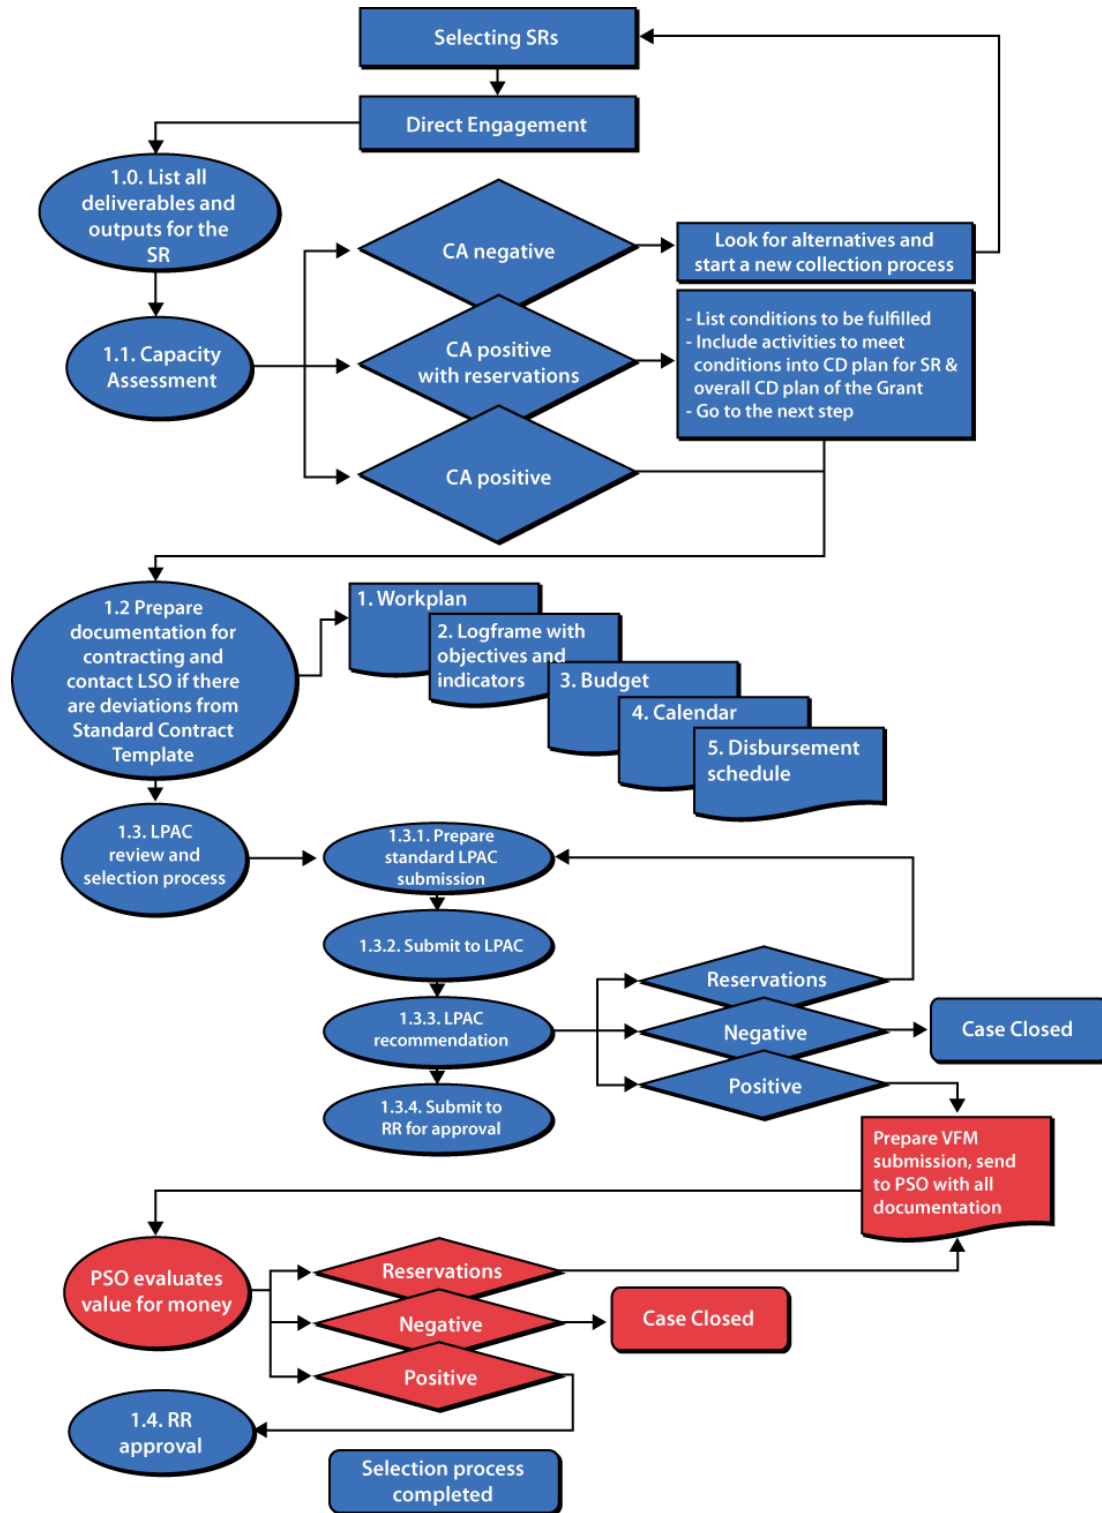 Selecting SRs
Direct Engagement
1.0. List all
deliverables and
outputs for the
SR
CA negative
Look for alternatives and
start a new collection process
1.1. Capacity
Assessment
CA positive
with reservations
- List conditions to be fulfilled
- Include activities to meet
conditions into CD plan for SR &
overall CD plan of the Grant
- Go to the next step
CA positive
1.2 Prepare
documentation for
contracting and
contact LSO if there
are deviations from
Standard Contract
Template
1. Workplan
2. Logframe with
objectives and
indicators
3. Budget
4. Calendar
5. Disbursement
schedule
1.3. LPAC
review and
selection process
1.3.1. Prepare
standard LPAC
submission
1.3.2. Submit to LPAC
1.3.3. LPAC
recommendation
Reservations
Negative
Positive
Case Closed
1.3.4. Submit to
RR for approval
Prepare VFM
submission, send
to PSO with all
documentation
PSO evaluates
value for money
Reservations
Negative
Positive
Case Closed
1.4. RR
approval
Selection process
completed